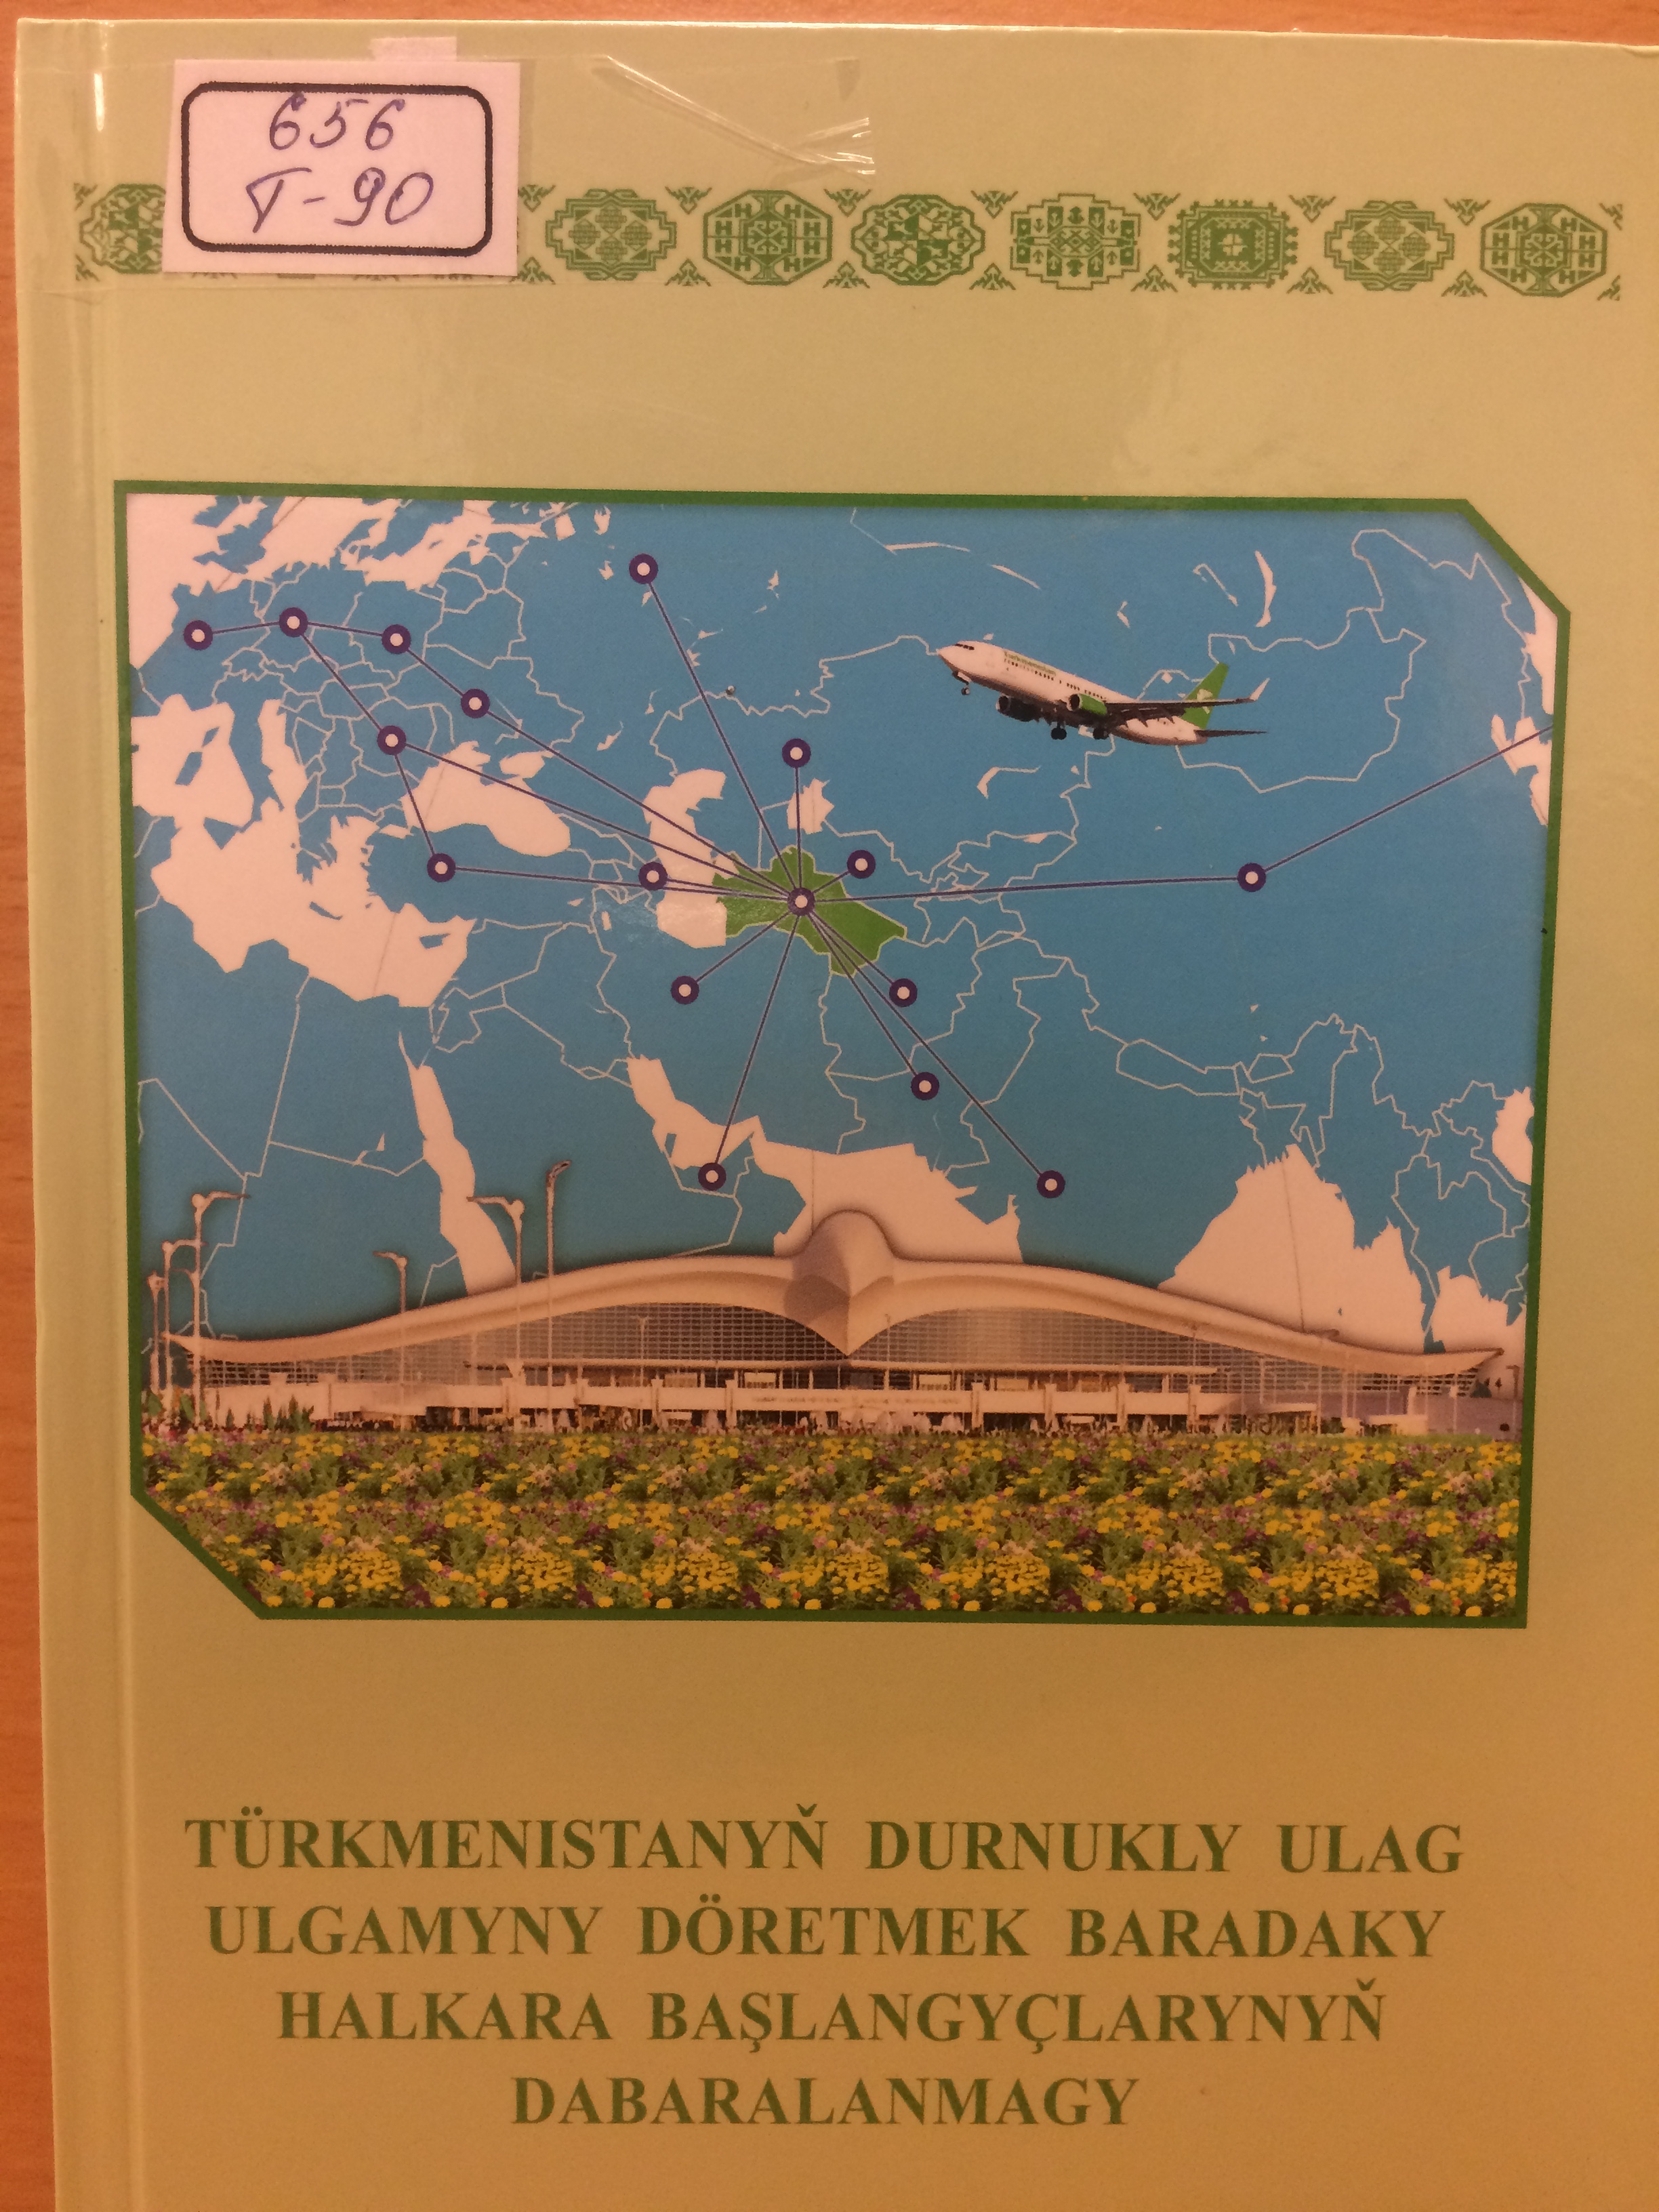 656
T-90
TÜRKMENISTANYŇ DURNUKLY ULAG
ULGAMYNY DÖRETMEK BARADAKY
HALKARA BAŞLANGYÇLARYNYŇ
DABARALANMAGY